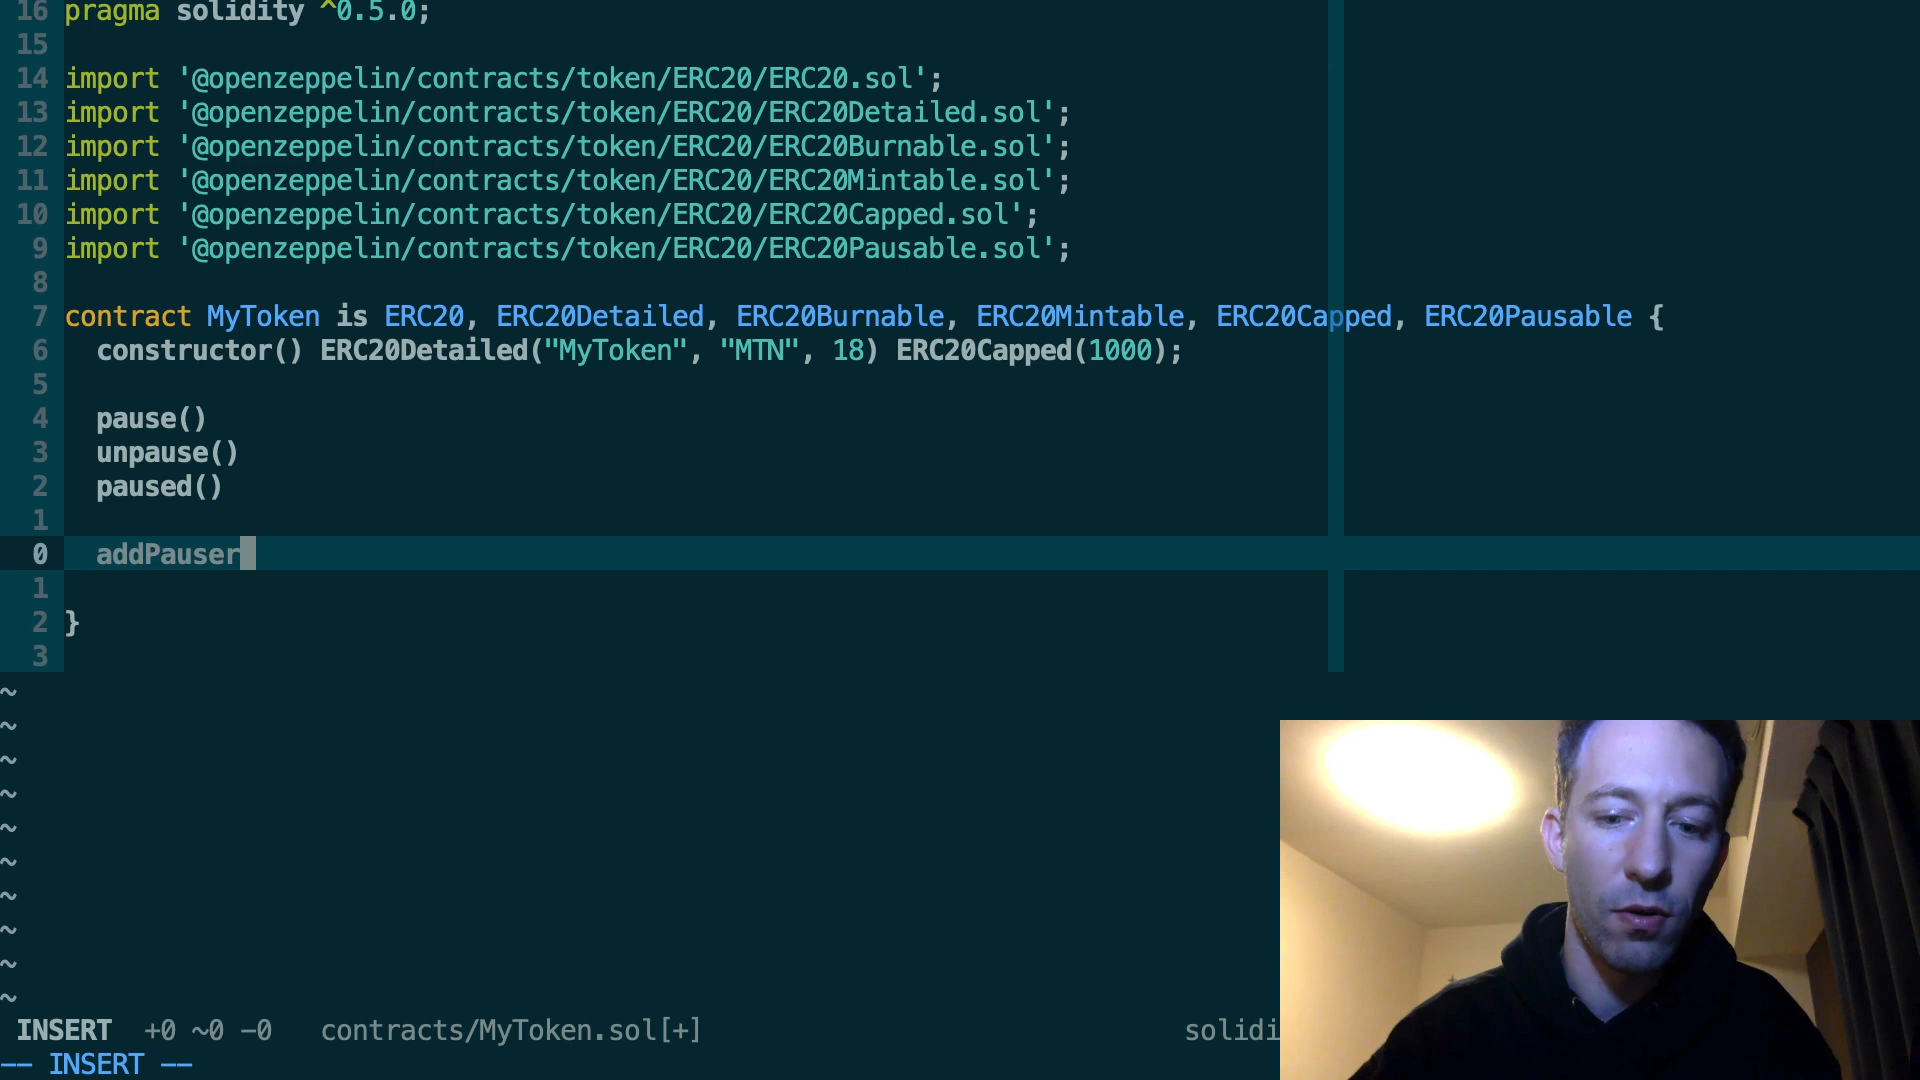 16 pragma solidity ^0.5.0;
15
14 import '@openzeppelin/contracts/token/ERC20/ERC20.sol';
13 import '@openzeppelin/contracts/token/ERC20/ERC20Detailed.sol';
12 import '@openzeppelin/contracts/token/ERC20/ERC20Burnable.sol';
11 import '@openzeppelin/contracts/token/ERC20/ERC20Mintable.sol';
10 import '@openzeppelin/contracts/token/ERC20/ERC20Capped.sol';
9 import '@openzeppelin/contracts/token/ERC20/ERC20Pausable.sol';
8
7 contract MyToken is ERC20, ERC20Detailed, ERC20Burnable, ERC20Mintable, ERC20Capped, ERC20Pausable {
6 constructor() ERC20Detailed("MyToken", "MTN", 18) ERC20Capped(1000);
5
4 pause()
3 unpause()
2 paused()
1
0 addPauser
1
2 }
3
~
~
~
~
~
~
~
~
~
~
INSERT +0 ~0 -0 contracts/MyToken.sol[+] solidi
-- INSERT --